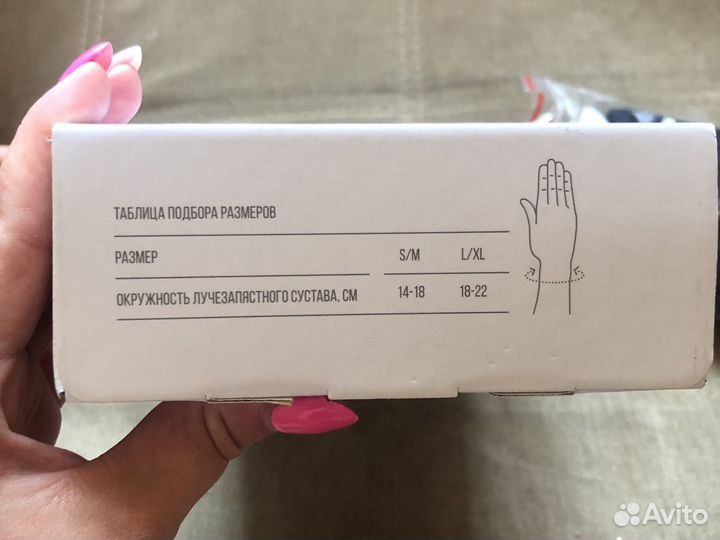 ТАБЛИЦА ПОДБОРА РАЗМЕРОВ
РАЗМЕР S/M L/XL
ОКРУЖНОСТЬ ЛУЧЕЗАПЯСТНОГО СУСТАВА, СМ 14-18 18-22
Avito